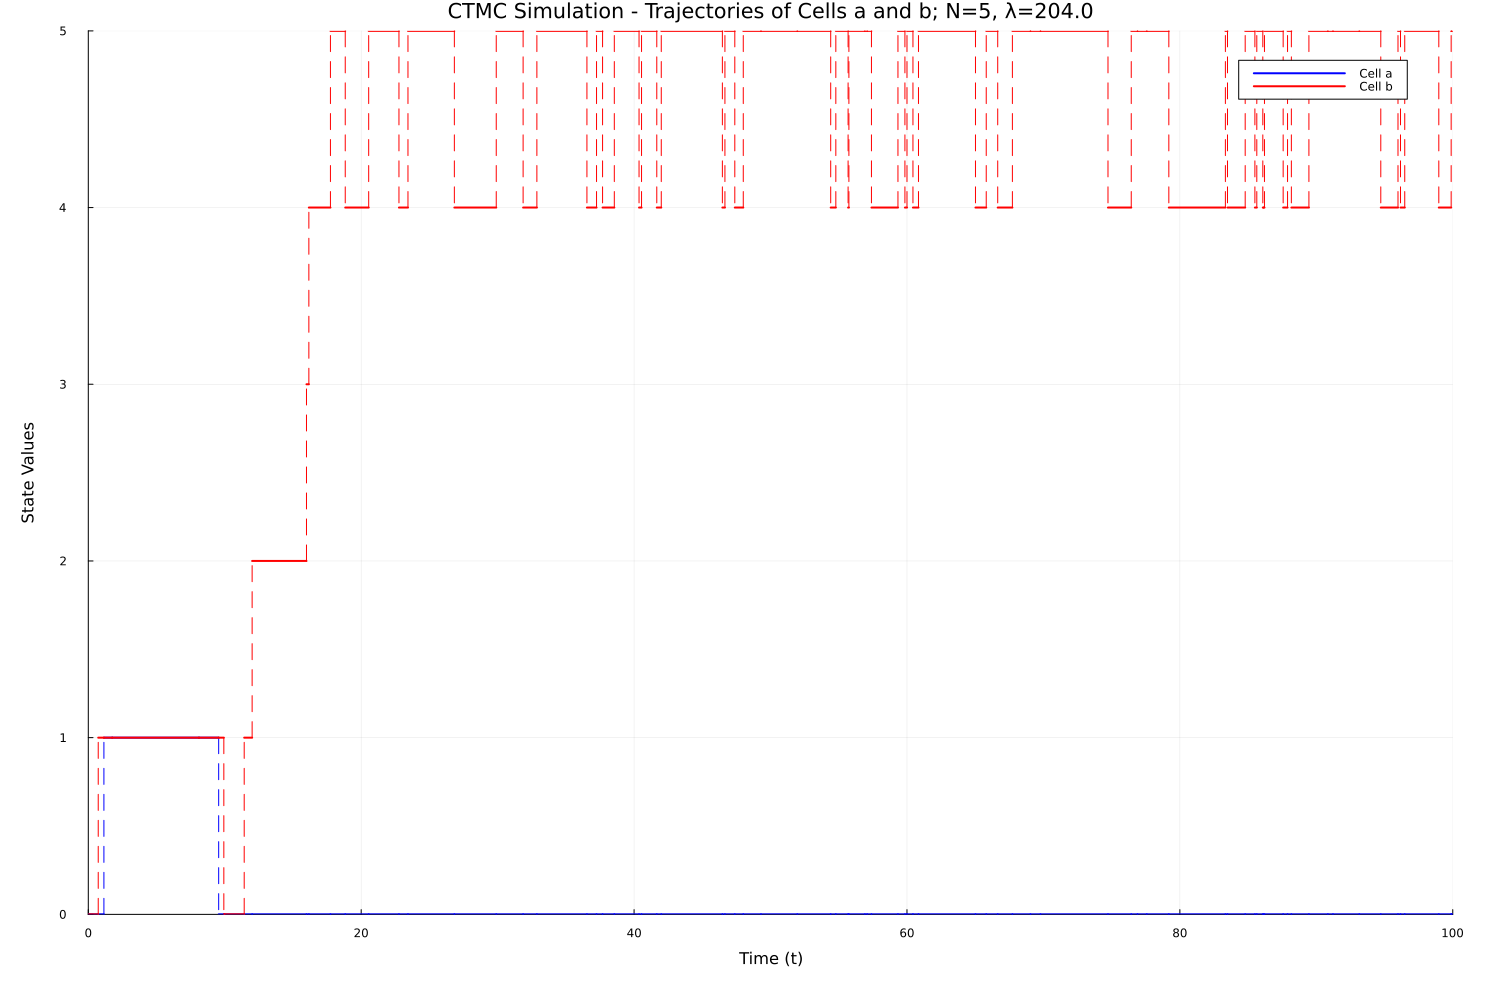 CTMC Simulation - Trajectories of Cells a and b; N=5, λ=204.0
5
Cell a
Cell b
4
3
State Values
2
1
0
0 20 40 60 80 100
Time (t)